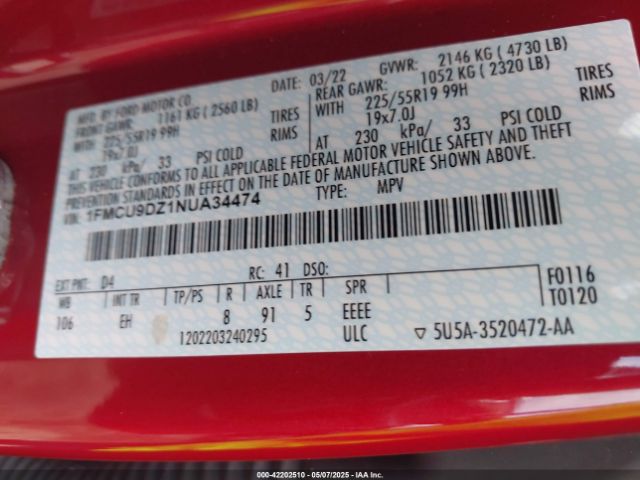 MFD. BY FORD MOTOR CO.
DATE: 03/22 GVWR: 2146 KG ( 4730 LB)
FRONT GAWR: 1161 KG ( 2560 LB) REAR GAWR: 1052 KG ( 2320 LB)
WITH 225/55R19 99H TIRES WITH 225/55R19 99H TIRES
19x7.0J RIMS 19x7.0J RIMS
AT 230 kPa/ 33 PSI COLD AT 230 kPa/ 33 PSI COLD
THIS VEHICLE CONFORMS TO ALL APPLICABLE FEDERAL MOTOR VEHICLE SAFETY AND THEFT
PREVENTION STANDARDS IN EFFECT ON THE DATE OF MANUFACTURE SHOWN ABOVE.
VIN: 1FMCU9DZ1NUA34474 TYPE: MPV
EXT PNT: D4 RC: 41 DSO: F0116
WB INT TR TP/PS R AXLE TR SPR T0120
106 EH 8 91 5 EEEE
1202203240295 ULC ▽ 5U5A-3520472-AA
000-42202510 - 05/07/2025 - IAA Inc.